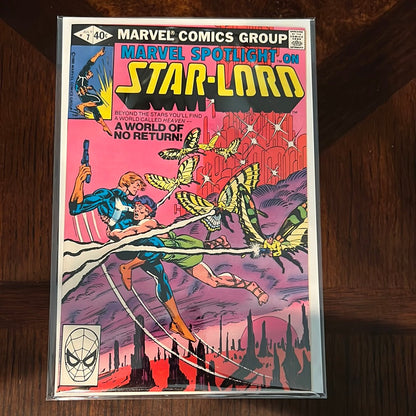 7 40¢
MARVEL COMICS GROUP
MARVEL SPOTLIGHT ON
STAR-LORD
BEYOND THE STARS YOU'LL FIND
A WORLD CALLED HEAVEN—
A WORLD OF
NO RETURN!